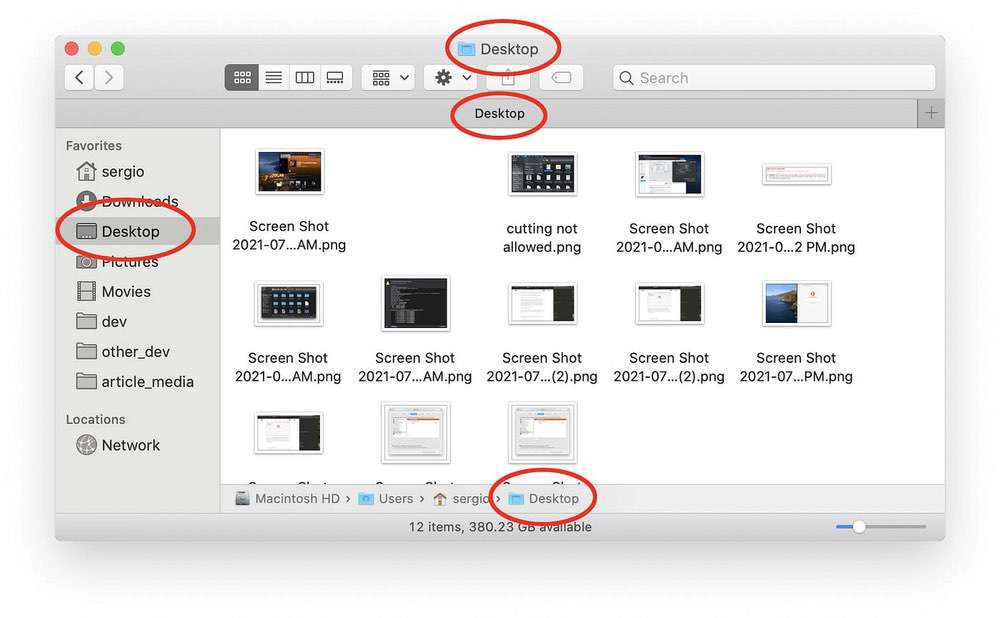 Desktop
Search
Desktop
Favorites
sergio
Downloads
Desktop
Pictures
Movies
dev
other_dev
article_media
Locations
Network
Screen Shot
2021-07...AM.png
cutting not
allowed.png
Screen Shot
2021-0...AM.png
Screen Shot
2021-0...2 PM.png
Screen Shot
2021-0...AM.png
Screen Shot
2021-07...AM.png
Screen Shot
2021-07...(2).png
Screen Shot
2021-07...(2).png
Screen Shot
2021-07...PM.png
Macintosh HD › Users › sergio › Desktop
12 items, 380.23 GB available